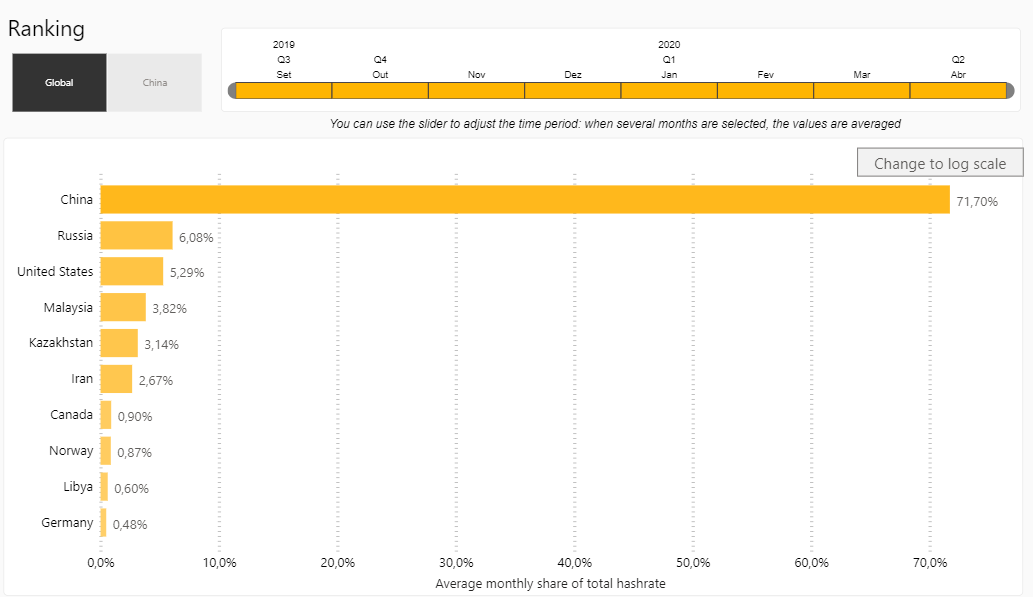 Ranking
Global
China
2019
2020
Q3
Q4
Q1
Q2
Set
Out
Nov
Dez
Jan
Fev
Mar
Abr
You can use the slider to adjust the time period: when several months are selected, the values are averaged
Change to log scale
China 71,70%
Russia 6,08%
United States 5,29%
Malaysia 3,82%
Kazakhstan 3,14%
Iran 2,67%
Canada 0,90%
Norway 0,87%
Libya 0,60%
Germany 0,48%
0,0% 10,0% 20,0% 30,0% 40,0% 50,0% 60,0% 70,0%
Average monthly share of total hashrate